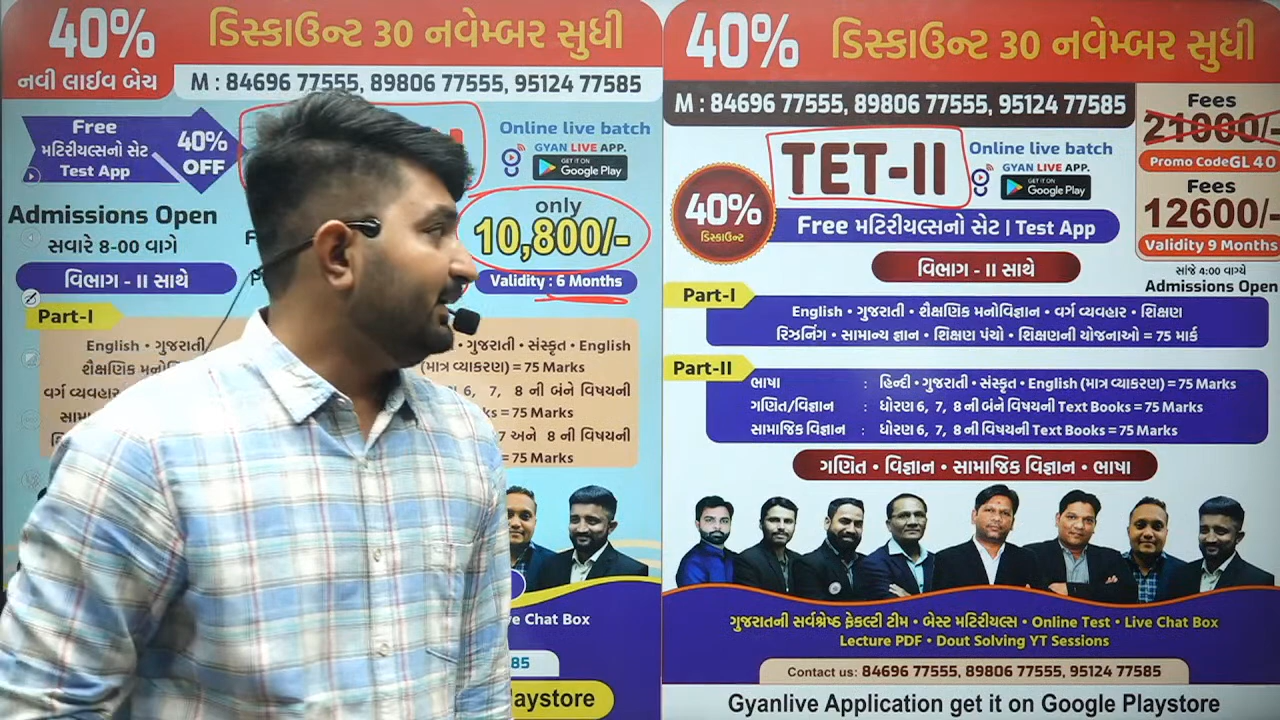 40% ડિસ્કાઉન્ટ 30 નવેમ્બર સુધી
નવી લાઈવ બેચ
M : 84696 77555, 89806 77555, 95124 77585
Free
મટિરીયલ્સનો સેટ
Test App
40%
OFF
Online live batch
GYAN LIVE APP.
GET IT ON
Google Play
Admissions Open
સવારે 8-00 વાગે
વિભાગ - II સાથે
only
10,800/-
Validity : 6 Months
Part-I
English • ગુજરાતી
શૈક્ષણિક
વર્ગ વ્યવહાર
• ગુજરાતી • સંસ્કૃત • English
(માત્ર વ્યાકરણ) = 75 Marks
6, 7, 8 ની બંને વિષયની
= 75 Marks
7 અને 8 ની વિષયની
= 75 Marks
Chat Box
85
aystore
40% ડિસ્કાઉન્ટ 30 નવેમ્બર સુધી
M : 84696 77555, 89806 77555, 95124 77585
Fees
21000/-
Promo CodeGL 40
Fees
12600/-
Validity 9 Months
સાંજે 4:00 વાગ્યે
Admissions Open
TET-II
Online live batch
GYAN LIVE APP.
GET IT ON
Google Play
40%
ડિસ્કાઉન્ટ
Free મટિરીયલ્સનો સેટ | Test App
વિભાગ - II સાથે
Part-I
English • ગુજરાતી • શૈક્ષણિક મનોવિજ્ઞાન • વર્ગ વ્યવહાર • શિક્ષણ
રિઝનિંગ • સામાન્ય જ્ઞાન • શિક્ષણ પંચો • શિક્ષણની યોજનાઓ = 75 માર્ક
Part-II
ભાષા : હિન્દી • ગુજરાતી • સંસ્કૃત • English (માત્ર વ્યાકરણ) = 75 Marks
ગણિત/વિજ્ઞાન : ધોરણ 6, 7, 8 ની બંને વિષયની Text Books = 75 Marks
સામાજિક વિજ્ઞાન : ધોરણ 6, 7, 8 ની વિષયની Text Books = 75 Marks
ગણિત • વિજ્ઞાન • સામાજિક વિજ્ઞાન • ભાષા
ગુજરાતની સર્વશ્રેષ્ઠ ફેકલ્ટી ટીમ • બેસ્ટ મટિરીયલ્સ • Online Test • Live Chat Box
Lecture PDF • Dout Solving YT Sessions
Contact us: 84696 77555, 89806 77555, 95124 77585
Gyanlive Application get it on Google Playstore